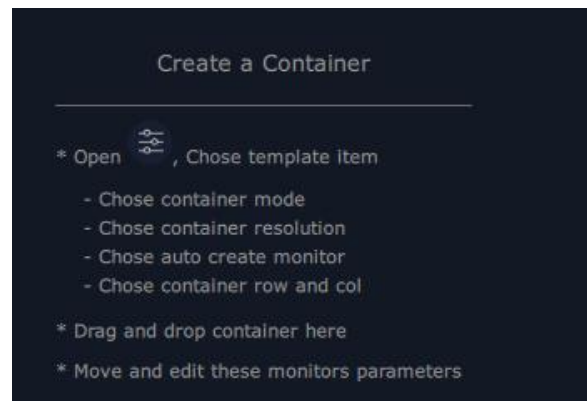 Create a Container
* Open , Chose template item
- Chose container mode
- Chose container resolution
- Chose auto create monitor
- Chose container row and col
* Drag and drop container here
* Move and edit these monitors parameters